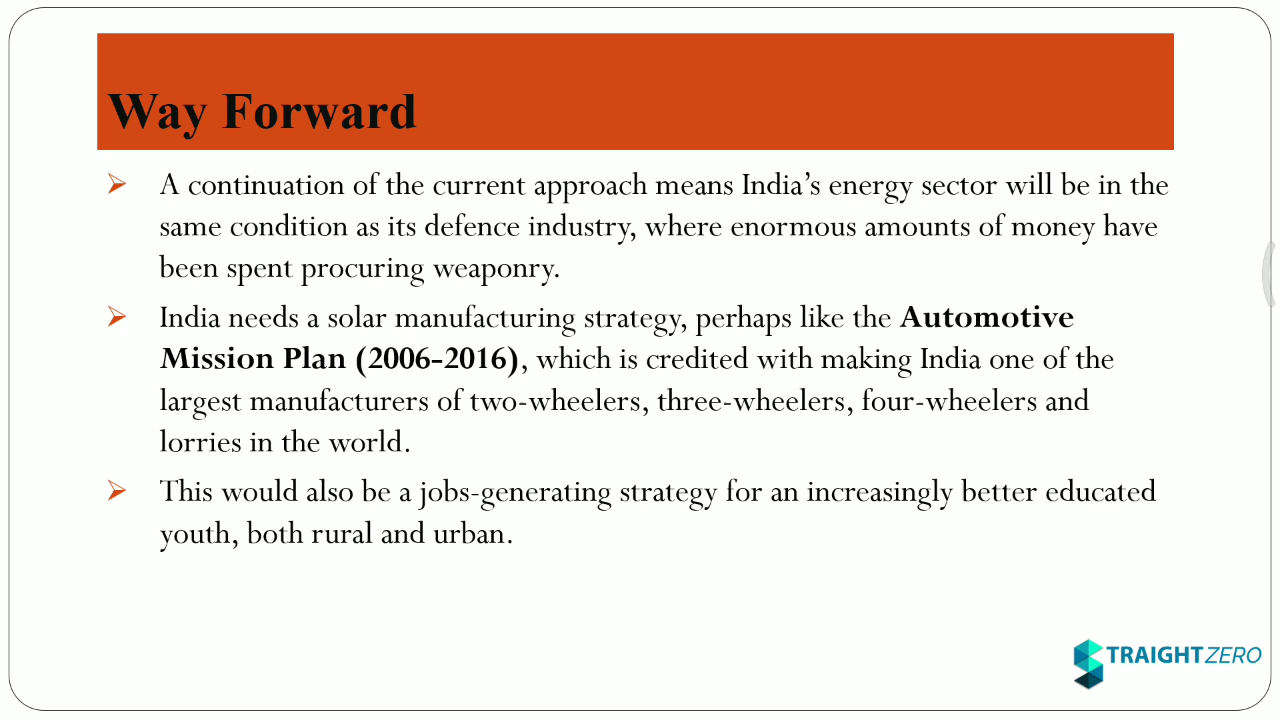 Way Forward
A continuation of the current approach means India's energy sector will be in the
same condition as its defence industry, where enormous amounts of money have
been spent procuring weaponry.
India needs a solar manufacturing strategy, perhaps like the Automotive
Mission Plan (2006-2016), which is credited with making India one of the
largest manufacturers of two-wheelers, three-wheelers, four-wheelers and
lorries in the world.
This would also be a jobs-generating strategy for an increasingly better educated
youth, both rural and urban.
STRAIGHTZERO